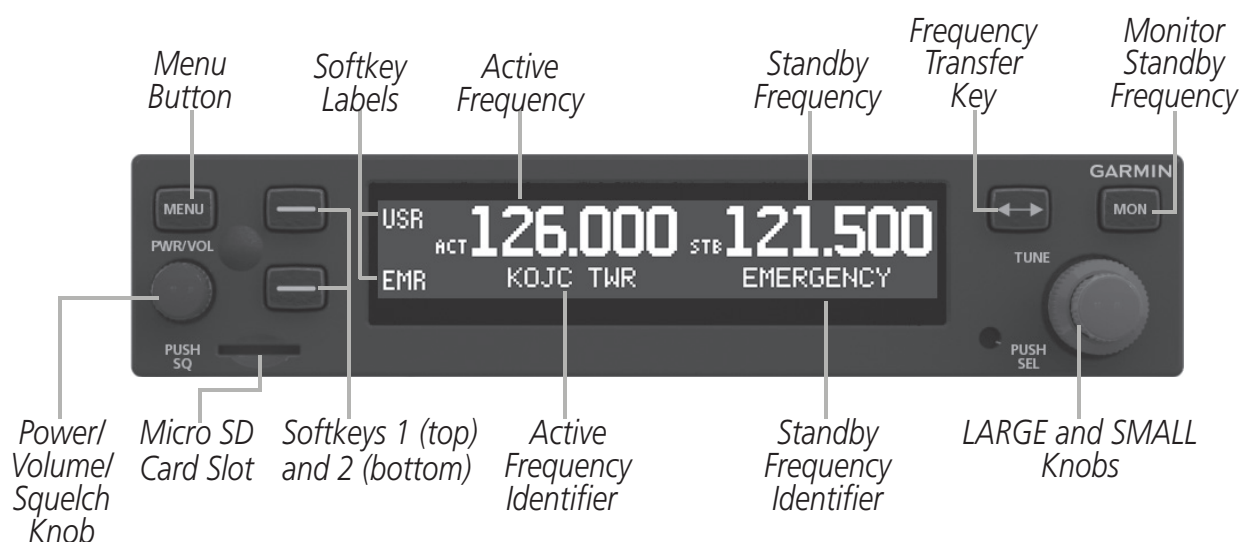 Menu
Button
Softkey
Labels
Active
Frequency
Standby
Frequency
Frequency
Transfer
Key
Monitor
Standby
Frequency
GARMIN
MENU
MON
PWR/VOL
USR
ACT 126.000 STB 121.500
TUNE
EMR KOJC TWR EMERGENCY
PUSH
SQ
PUSH
SEL
Power/
Volume/
Squelch
Knob
Micro SD
Card Slot
Softkeys 1 (top)
and 2 (bottom)
Active
Frequency
Identifier
Standby
Frequency
Identifier
LARGE and SMALL
Knobs